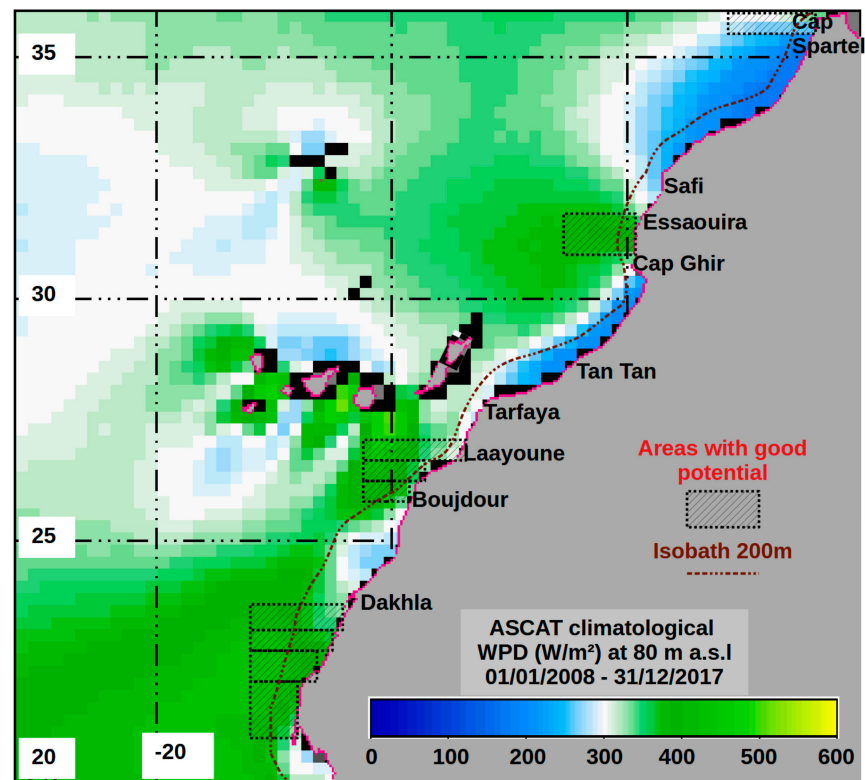 35
Cap
Spartel
Safi
Essaouira
Cap Ghir
30
Tan Tan
Tarfaya
Laayoune
Areas with good
potential
Boujdour
Isobath 200m
25
Dakhla
ASCAT climatological
WPD (W/m²) at 80 m a.s.l
01/01/2008 - 31/12/2017
20
-20
0 100 200 300 400 500 600